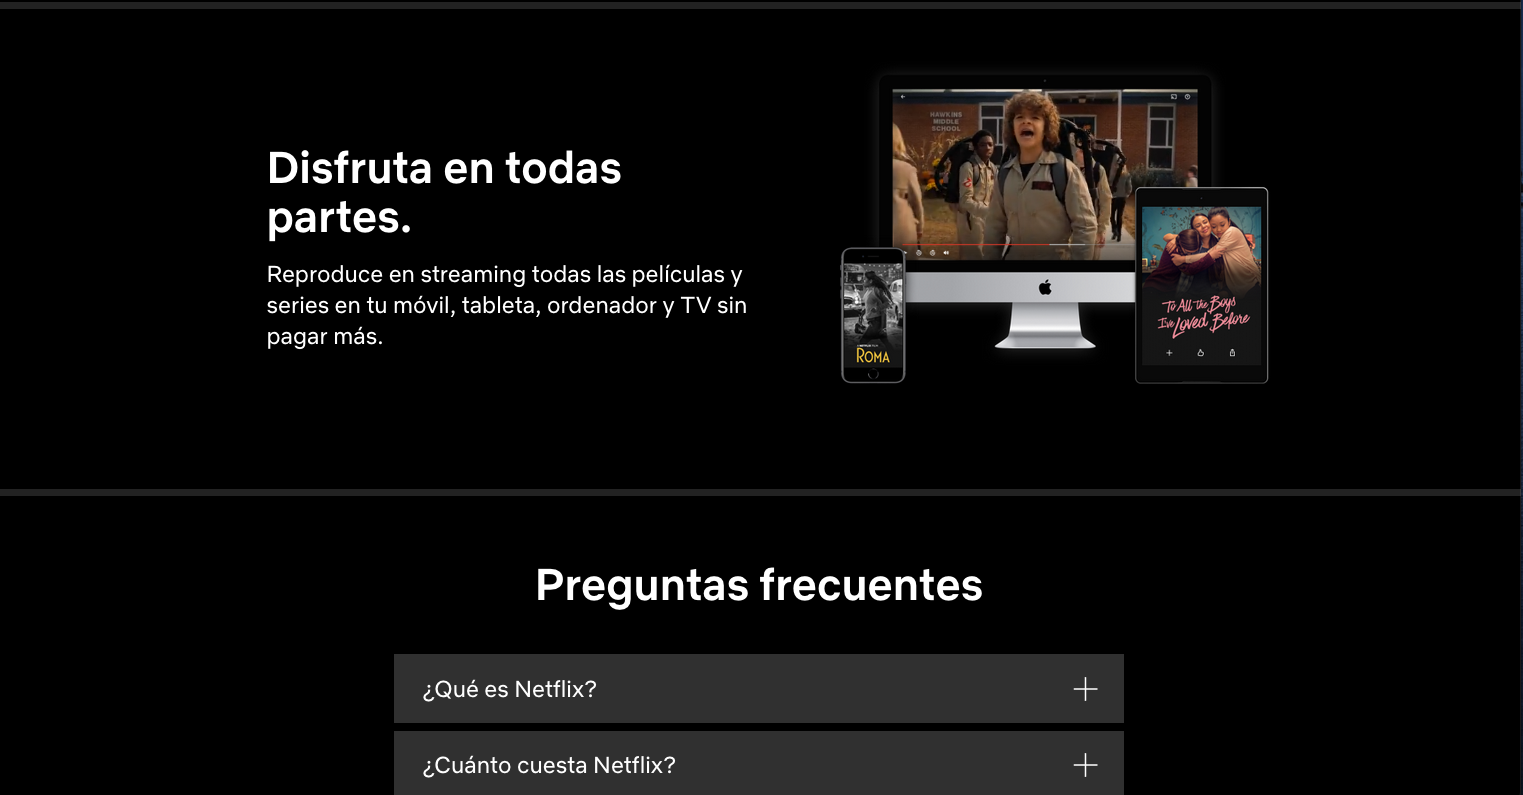 Disfruta en todas
partes.
Reproduce en streaming todas las películas y
series en tu móvil, tableta, ordenador y TV sin
pagar más.
HAWKINS
MIDDLE
SCHOOL
A NETFLIX FILM
ROMA
To All the Boys
I've Loved Before
Preguntas frecuentes
¿Qué es Netflix?
¿Cuánto cuesta Netflix?